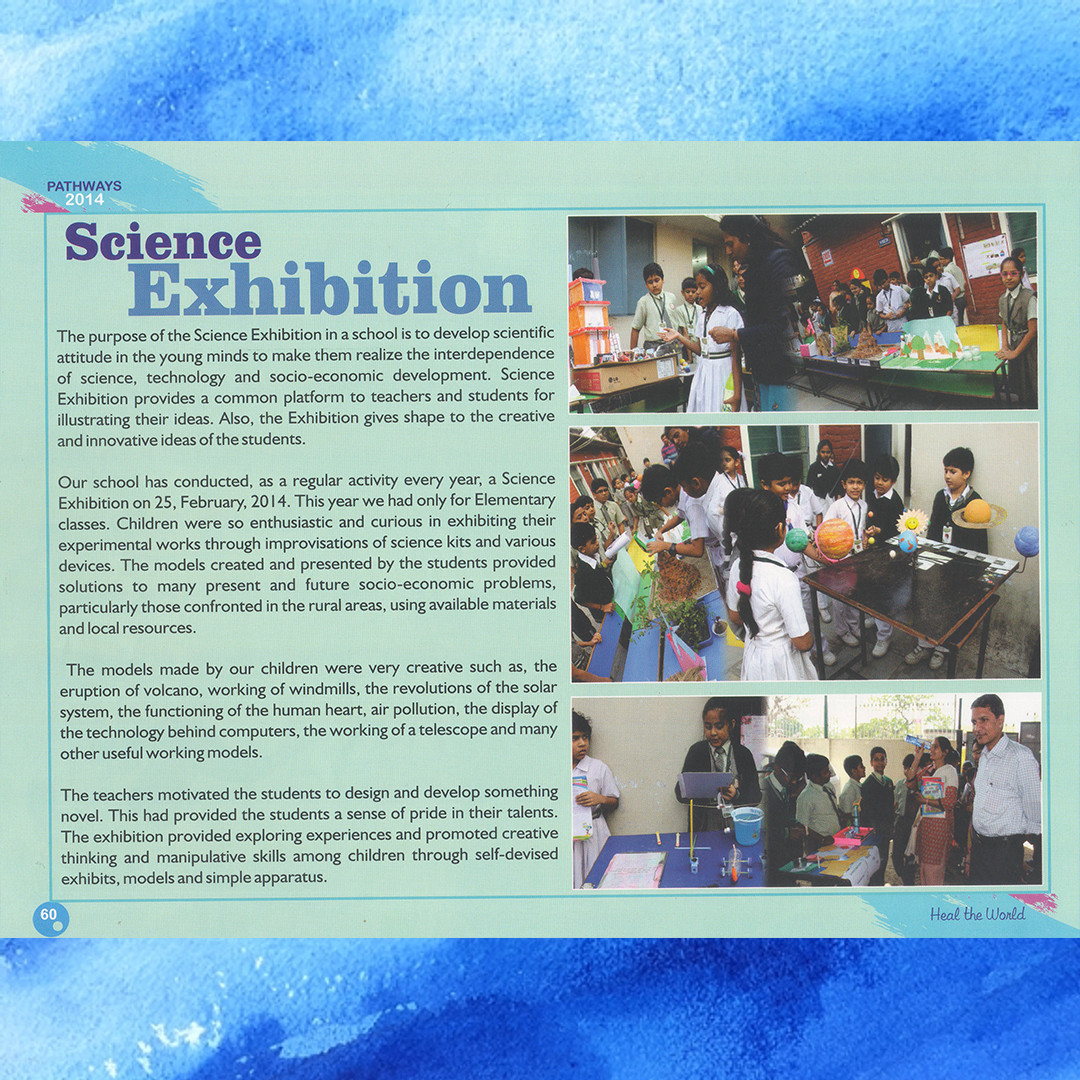 PATHWAYS
2014
Science
Exhibition
The purpose of the Science Exhibition in a school is to develop scientific
attitude in the young minds to make them realize the interdependence
of science, technology and socio-economic development. Science
Exhibition provides a common platform to teachers and students for
illustrating their ideas. Also, the Exhibition gives shape to the creative
and innovative ideas of the students.
Our school has conducted, as a regular activity every year, a Science
Exhibition on 25, February, 2014. This year we had only for Elementary
classes. Children were so enthusiastic and curious in exhibiting their
experimental works through improvisations of science kits and various
devices. The models created and presented by the students provided
solutions to many present and future socio-economic problems,
particularly those confronted in the rural areas, using available materials
and local resources.
The models made by our children were very creative such as, the
eruption of volcano, working of windmills, the revolutions of the solar
system, the functioning of the human heart, air pollution, the display of
the technology behind computers, the working of a telescope and many
other useful working models.
The teachers motivated the students to design and develop something
novel. This had provided the students a sense of pride in their talents.
The exhibition provided exploring experiences and promoted creative
thinking and manipulative skills among children through self-devised
exhibits, models and simple apparatus.
LG
60
Heal the World